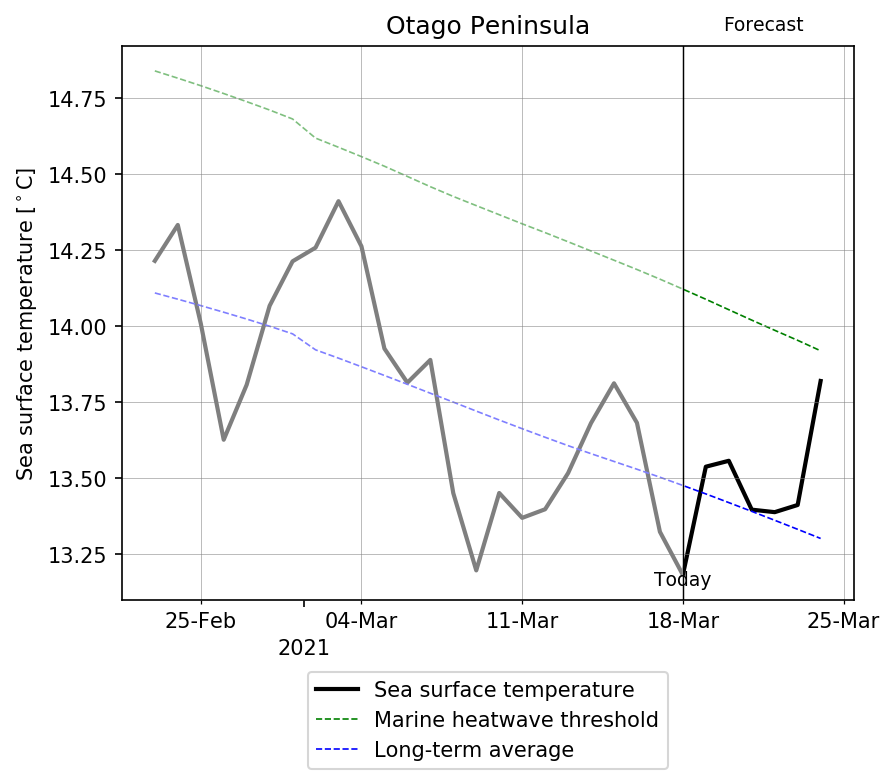 Otago Peninsula
Forecast
Sea surface temperature [°C]
14.75
14.50
14.25
14.00
13.75
13.50
13.25
Today
25-Feb
04-Mar
11-Mar
18-Mar
25-Mar
2021
Sea surface temperature
Marine heatwave threshold
Long-term average